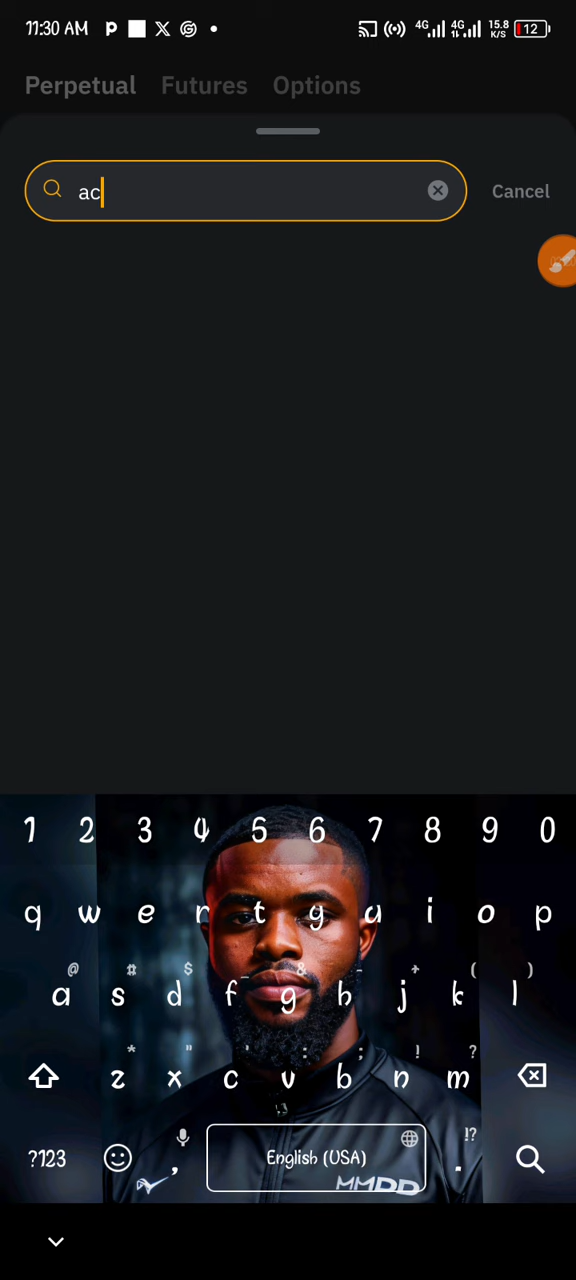 11:30 AM P X G 4G 4G 15.8 K/S 12
Perpetual Futures Options
ac Cancel
1 2 3 4 5 6 7 8 9 0
q w e r t y u i o p
@ # $ _ & - + ( )
a s d f g h j k l
* " ' : ; ! ?
z x c v b n m
!?
?123 , English (USA) .
MMDD